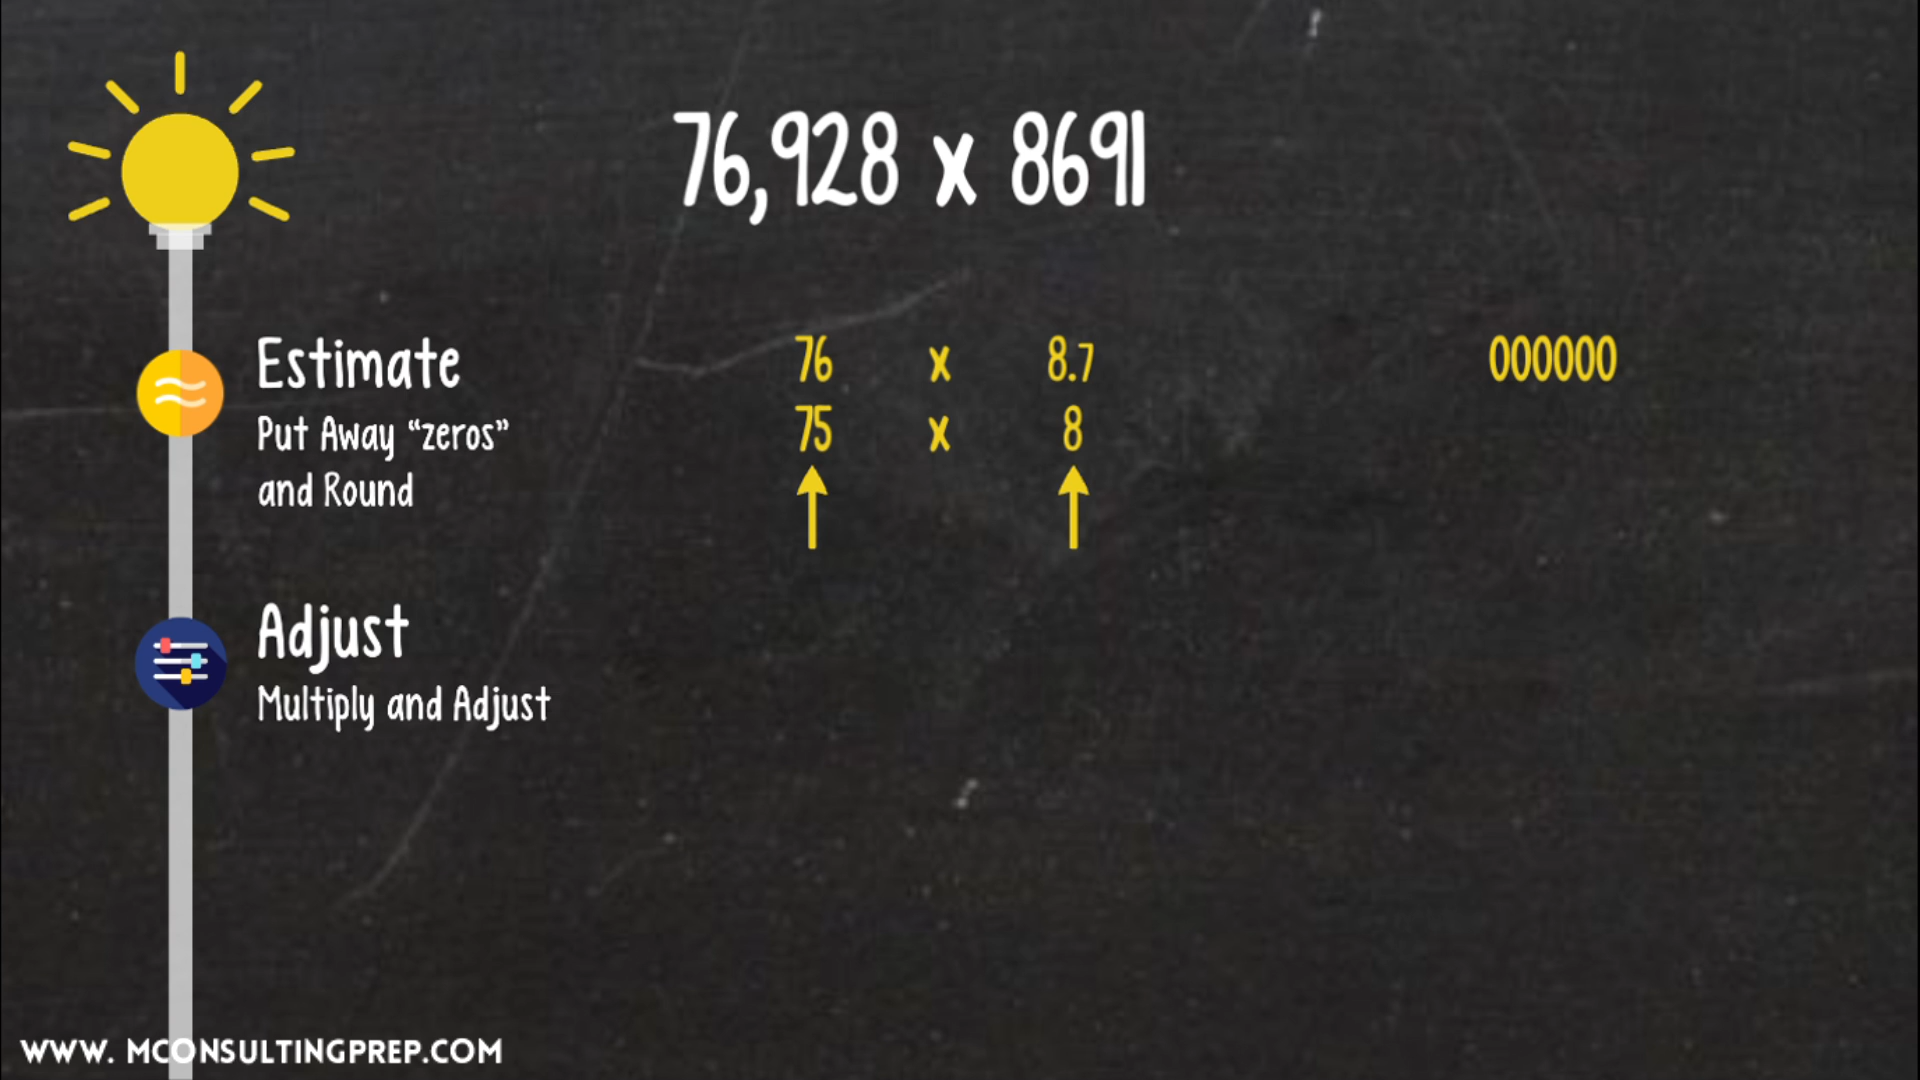 76,928 x 8691
Estimate
Put Away “zeros”
and Round
76 x 8.7 000000
75 x 8
Adjust
Multiply and Adjust
WWW. MCONSULTINGPREP.COM